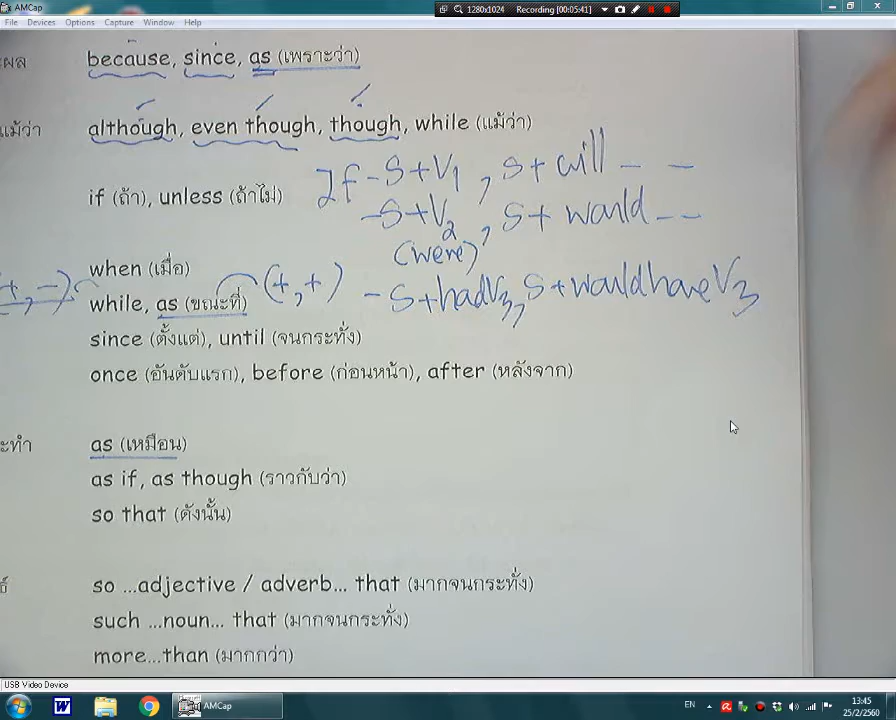 AMCap
1280x1024 Recording [00:05:41]
File Devices Options Capture Window Help
ะผล because, since, as (เพราะว่า)
แม้ว่า although, even though, though, while (แม้ว่า)
if (ถ้า), unless (ถ้าไม่)
If - S+V1, S+ will - -
- S+V2, S+ would - -
(were)
when (เมื่อ)
+, -)
while, as (ขณะที่) (+,+)
- S+hadV3, S+wouldhaveV3
since (ตั้งแต่), until (จนกระทั่ง)
once (อันดับแรก), before (ก่อนหน้า), after (หลังจาก)
ะทำ as (เหมือน)
as if, as though (ราวกับว่า)
so that (ดังนั้น)
ธ์ so ...adjective / adverb... that (มากจนกระทั่ง)
such ...noun... that (มากจนกระทั่ง)
more...than (มากกว่า)
USB Video Device
AMCap
EN
13:45
25/2/2560